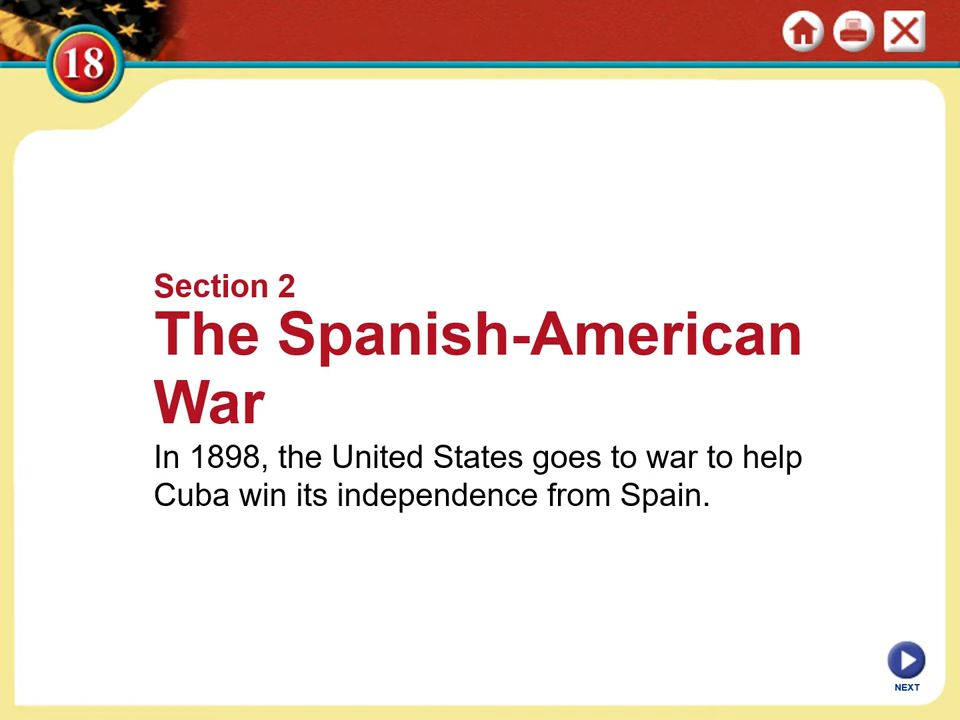 18
Section 2
The Spanish-American
War
In 1898, the United States goes to war to help
Cuba win its independence from Spain.
NEXT